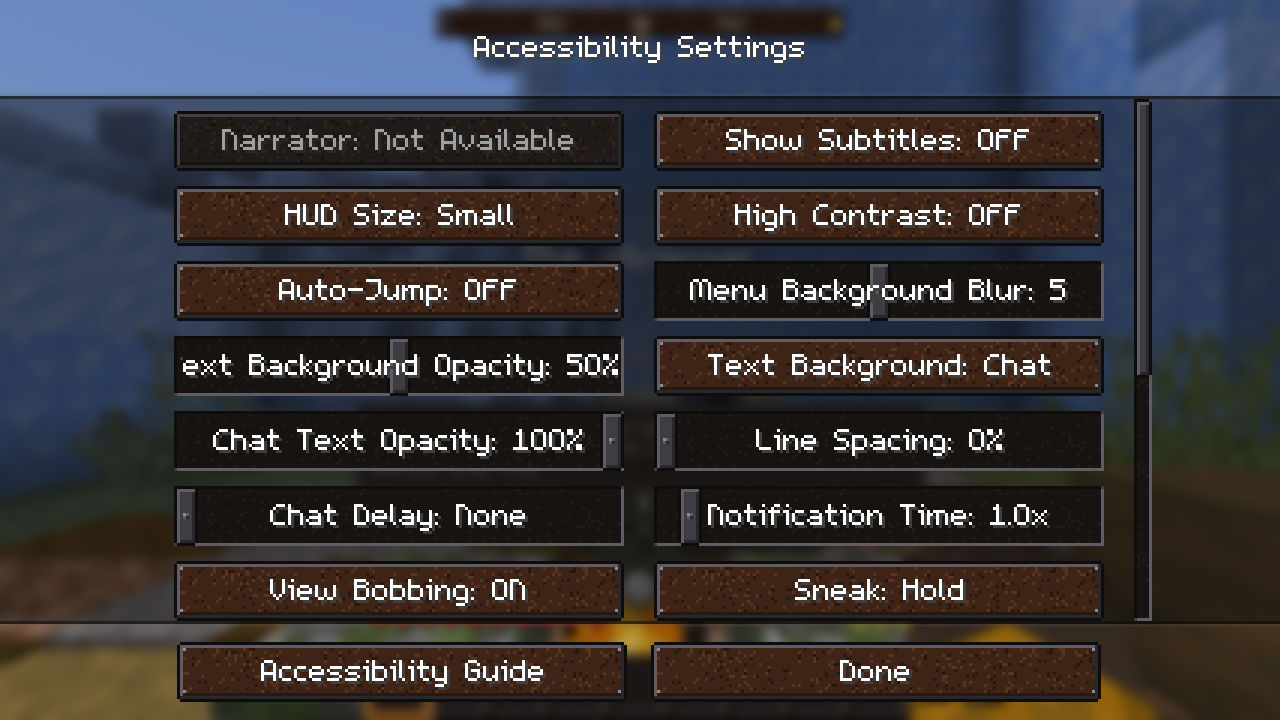 Accessibility Settings
Narrator: Not Available
Show Subtitles: OFF
HUD Size: Small
High Contrast: OFF
Auto-Jump: OFF
Menu Background Blur: 5
ext Background Opacity: 50%
Text Background: Chat
Chat Text Opacity: 100%
Line Spacing: 0%
Chat Delay: None
Notification Time: 1.0x
View Bobbing: ON
Sneak: Hold
Accessibility Guide
Done